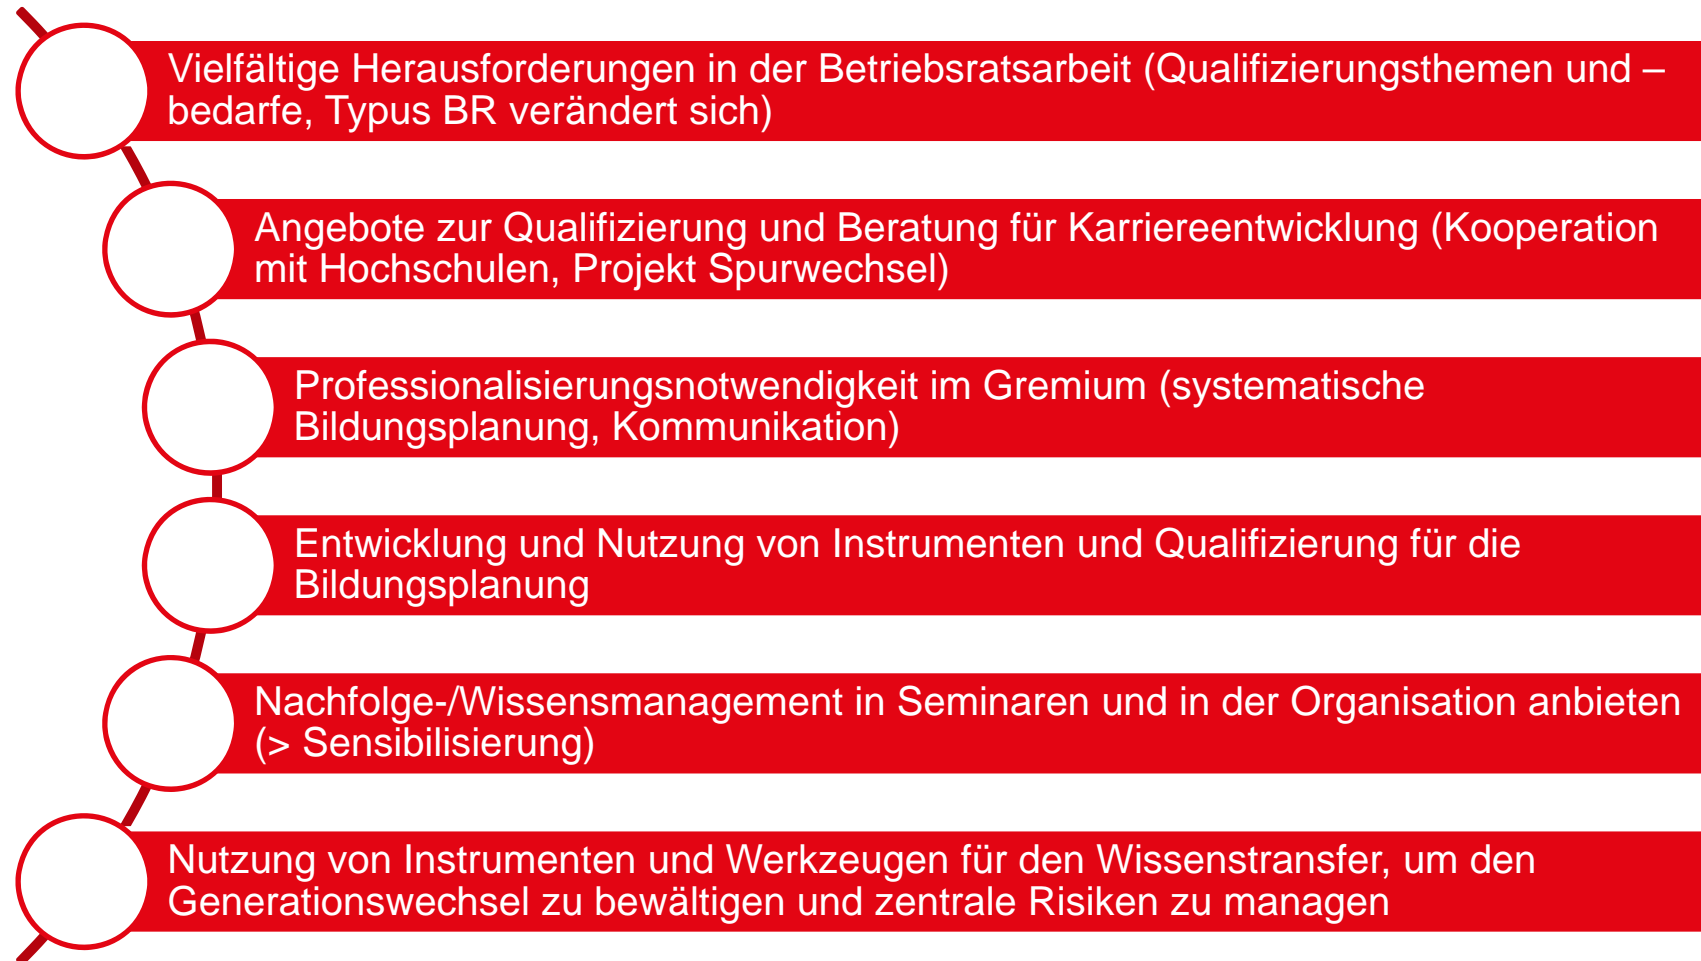 Vielfältige Herausforderungen in der Betriebsratsarbeit (Qualifizierungsthemen und –
bedarfe, Typus BR verändert sich)
Angebote zur Qualifizierung und Beratung für Karriereentwicklung (Kooperation
mit Hochschulen, Projekt Spurwechsel)
Professionalisierungsnotwendigkeit im Gremium (systematische
Bildungsplanung, Kommunikation)
Entwicklung und Nutzung von Instrumenten und Qualifizierung für die
Bildungsplanung
Nachfolge-/Wissensmanagement in Seminaren und in der Organisation anbieten
(> Sensibilisierung)
Nutzung von Instrumenten und Werkzeugen für den Wissenstransfer, um den
Generationswechsel zu bewältigen und zentrale Risiken zu managen